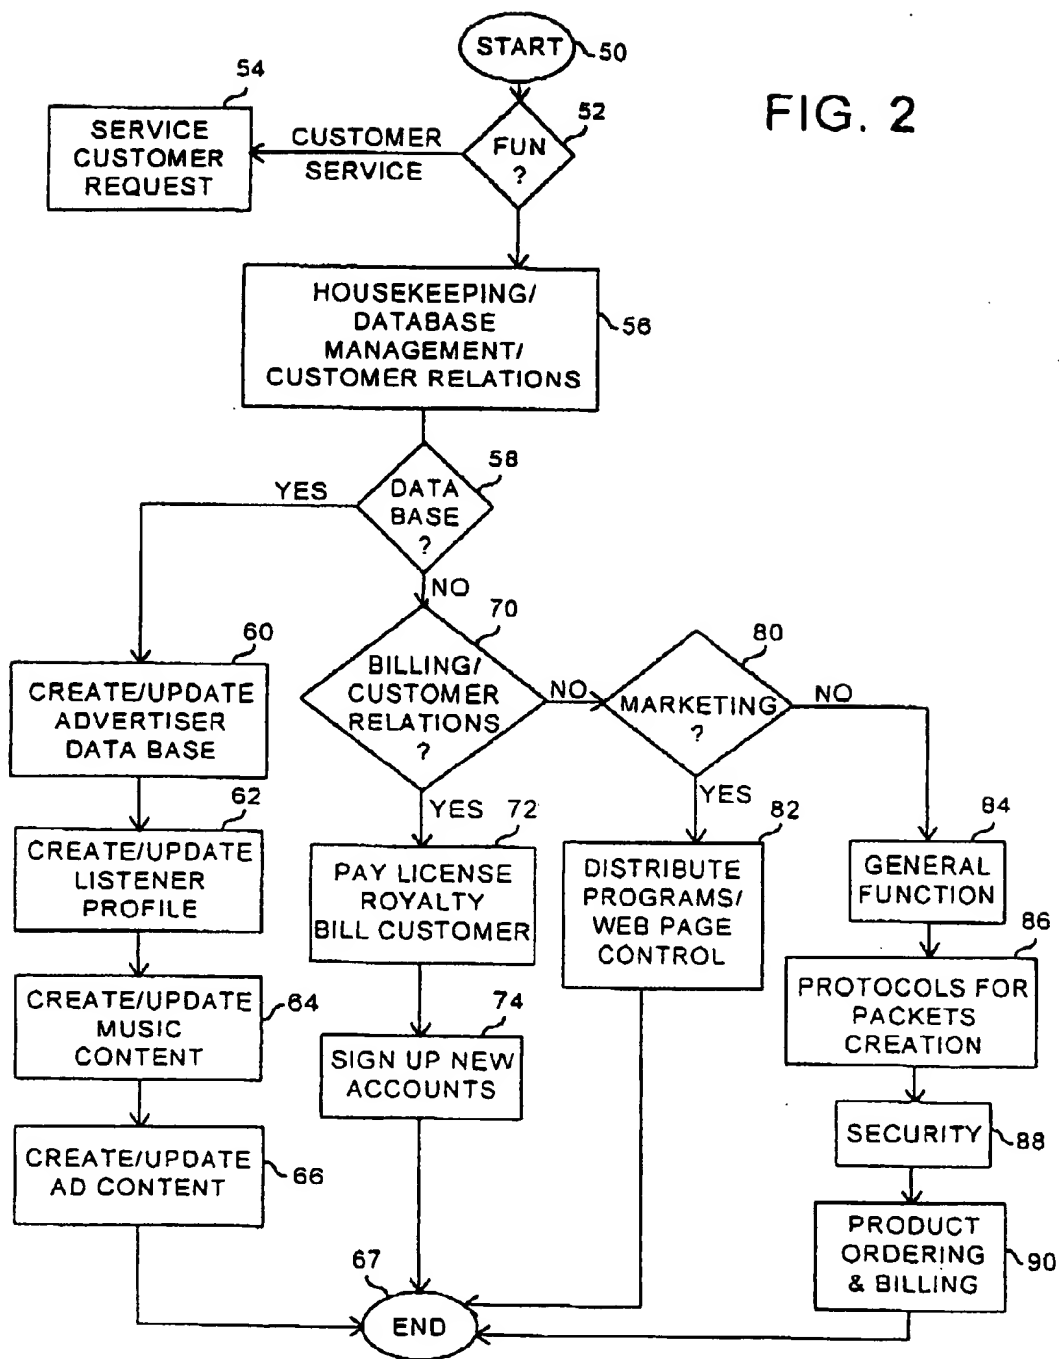 START
50
FIG. 2
54
SERVICE
CUSTOMER
REQUEST
CUSTOMER
SERVICE
FUN
?
52
HOUSEKEEPING/
DATABASE
MANAGEMENT/
CUSTOMER RELATIONS
56
DATA
BASE
?
58
YES
NO
60
CREATE/UPDATE
ADVERTISER
DATA BASE
62
CREATE/UPDATE
LISTENER
PROFILE
CREATE/UPDATE
MUSIC
CONTENT
64
CREATE/UPDATE
AD CONTENT
66
BILLING/
CUSTOMER
RELATIONS
?
70
NO
YES
72
PAY LICENSE
ROYALTY
BILL CUSTOMER
74
SIGN UP NEW
ACCOUNTS
MARKETING
?
80
NO
YES
82
DISTRIBUTE
PROGRAMS/
WEB PAGE
CONTROL
84
GENERAL
FUNCTION
86
PROTOCOLS FOR
PACKETS
CREATION
SECURITY
88
PRODUCT
ORDERING
& BILLING
90
67
END